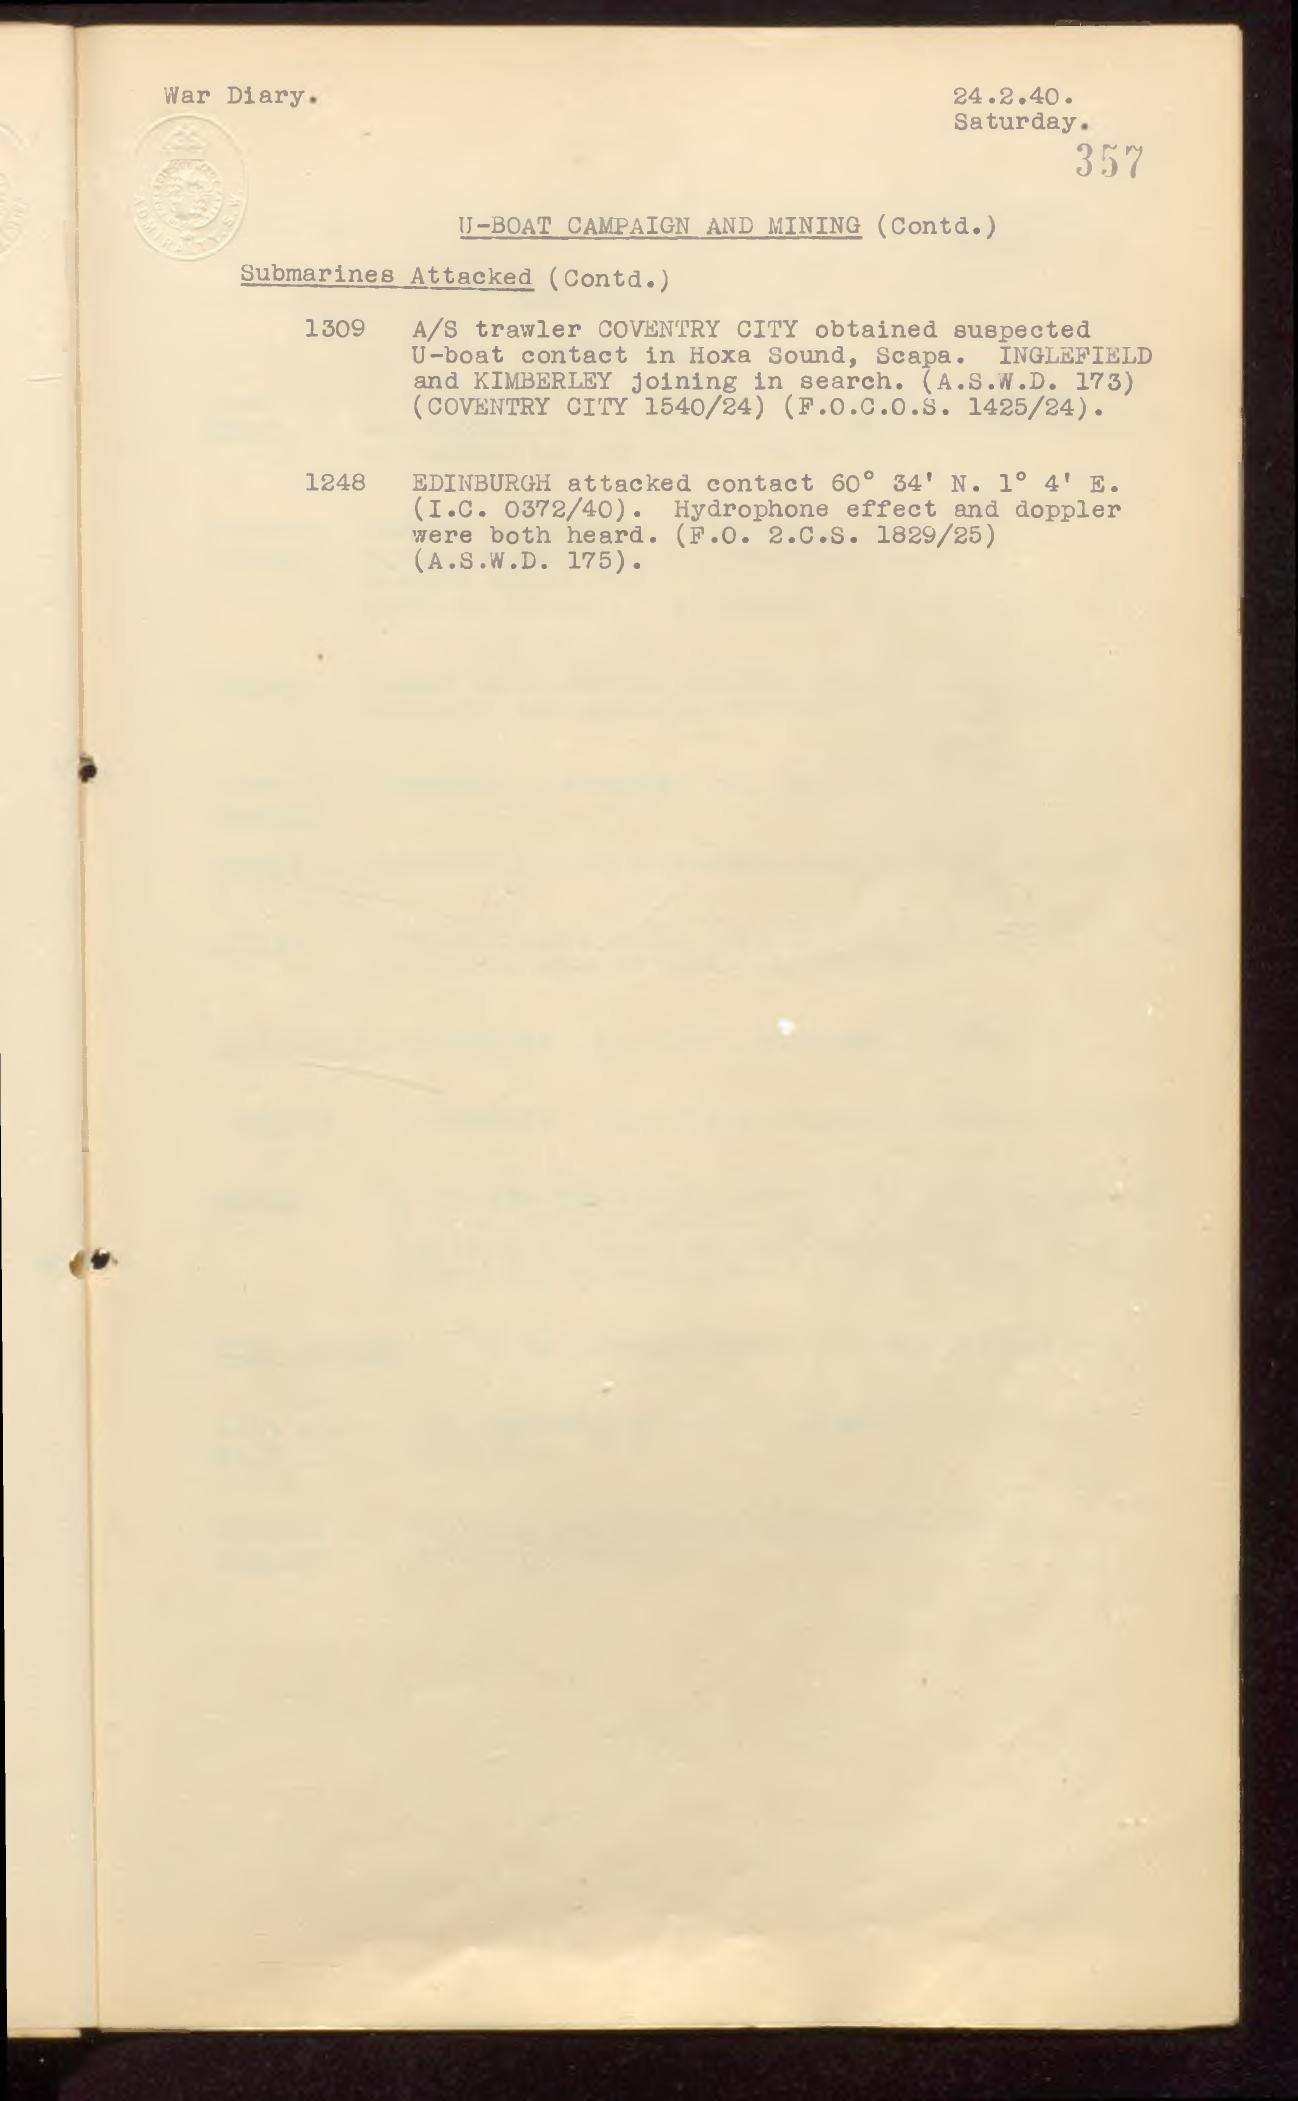 War Diary.
24.2.40.
Saturday.
357
ADMIRALTY.S.W.
U-BOAT CAMPAIGN AND MINING (Contd.)
Submarines Attacked (Contd.)
1309 A/S trawler COVENTRY CITY obtained suspected
U-boat contact in Hoxa Sound, Scapa. INGLEFIELD
and KIMBERLEY joining in search. (A.S.W.D. 173)
(COVENTRY CITY 1540/24) (F.O.C.O.S. 1425/24).
1248 EDINBURGH attacked contact 60° 34' N. 1° 4' E.
(I.C. 0372/40). Hydrophone effect and doppler
were both heard. (F.O. 2.C.S. 1829/25)
(A.S.W.D. 175).